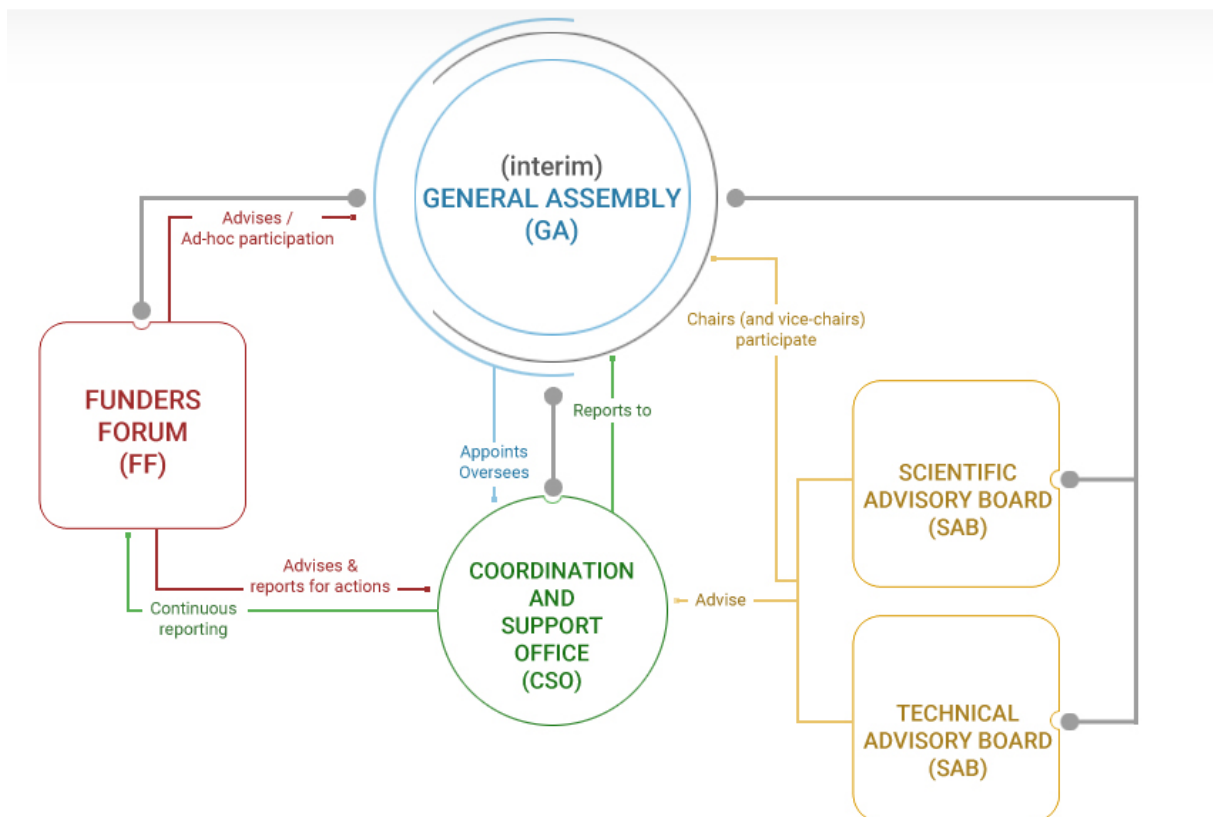 (interim)
GENERAL ASSEMBLY
(GA)
Advises /
Ad-hoc participation
Chairs (and vice-chairs)
participate
FUNDERS
FORUM
(FF)
Reports to
Appoints
Oversees
SCIENTIFIC
ADVISORY BOARD
(SAB)
Advises &
reports for actions
Continuous
reporting
COORDINATION
AND
SUPPORT
OFFICE
(CSO)
Advise
TECHNICAL
ADVISORY BOARD
(SAB)